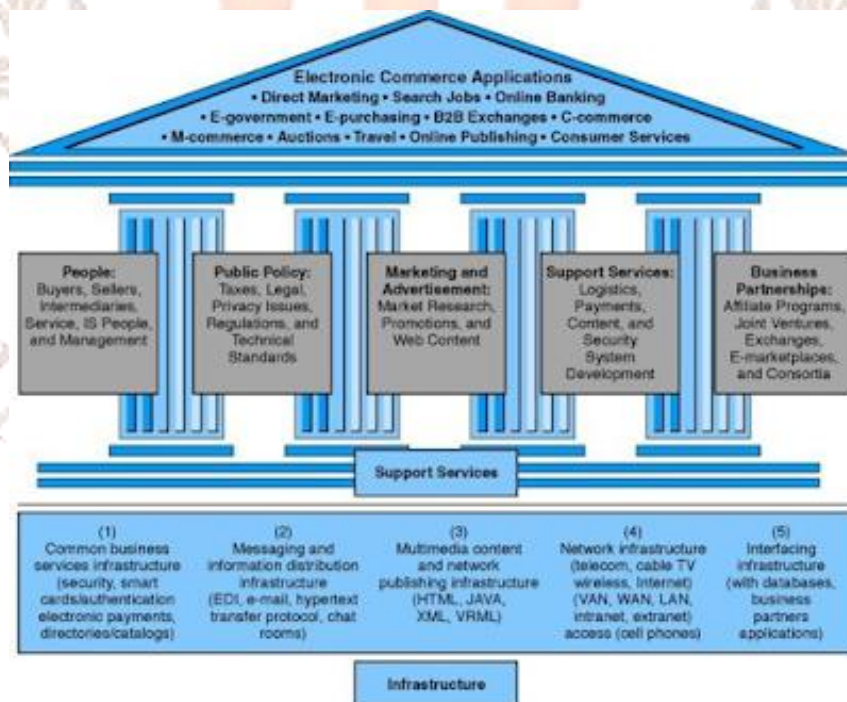 Electronic Commerce Applications
• Direct Marketing • Search Jobs • Online Banking
• E-government • E-purchasing • B2B Exchanges • C-commerce
• M-commerce • Auctions • Travel • Online Publishing • Consumer Services
People:
Buyers, Sellers,
Intermediaries,
Service, IS People,
and Management
Public Policy:
Taxes, Legal,
Privacy Issues,
Regulations, and
Technical
Standards
Marketing and
Advertisement:
Market Research,
Promotions, and
Web Content
Support Services:
Logistics,
Payments,
Content, and
Security
System
Development
Business
Partnerships:
Affiliate Programs,
Joint Ventures,
Exchanges,
E-marketplaces,
and Consortia
Support Services
(1)
Common business
services infrastructure
(security, smart
cards/authentication
electronic payments,
directories/catalogs)
(2)
Messaging and
information distribution
infrastructure
(EDI, e-mail, hypertext
transfer protocol, chat
rooms)
(3)
Multimedia content
and network
publishing infrastructure
(HTML, JAVA,
XML, VRML)
(4)
Network infrastructure
(telecom, cable TV
wireless, Internet)
(VAN, WAN, LAN,
intranet, extranet)
access (cell phones)
(5)
Interfacing
infrastructure
(with databases,
business
partners
applications)
Infrastructure